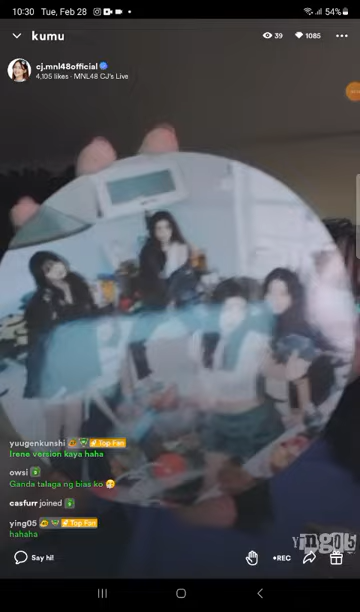 10:30 Tue, Feb 28 54%
kumu 39 1085
cj.mnl48official
4,105 likes · MNL48 CJ's Live
yuugenkunshi Top Fan
Irene version kaya haha
owsi
Ganda talaga ng bias ko
casfurr joined
ying05 Top Fan
hahaha
Ying05
Say hi! REC